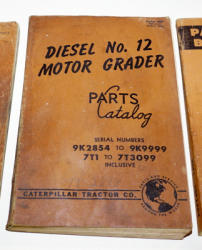 DIESEL No. 12
MOTOR GRADER
PARTS
Catalog
SERIAL NUMBERS
9K2854 TO 9K9999
7T1 TO 7T3099
INCLUSIVE
CATERPILLAR TRACTOR CO.